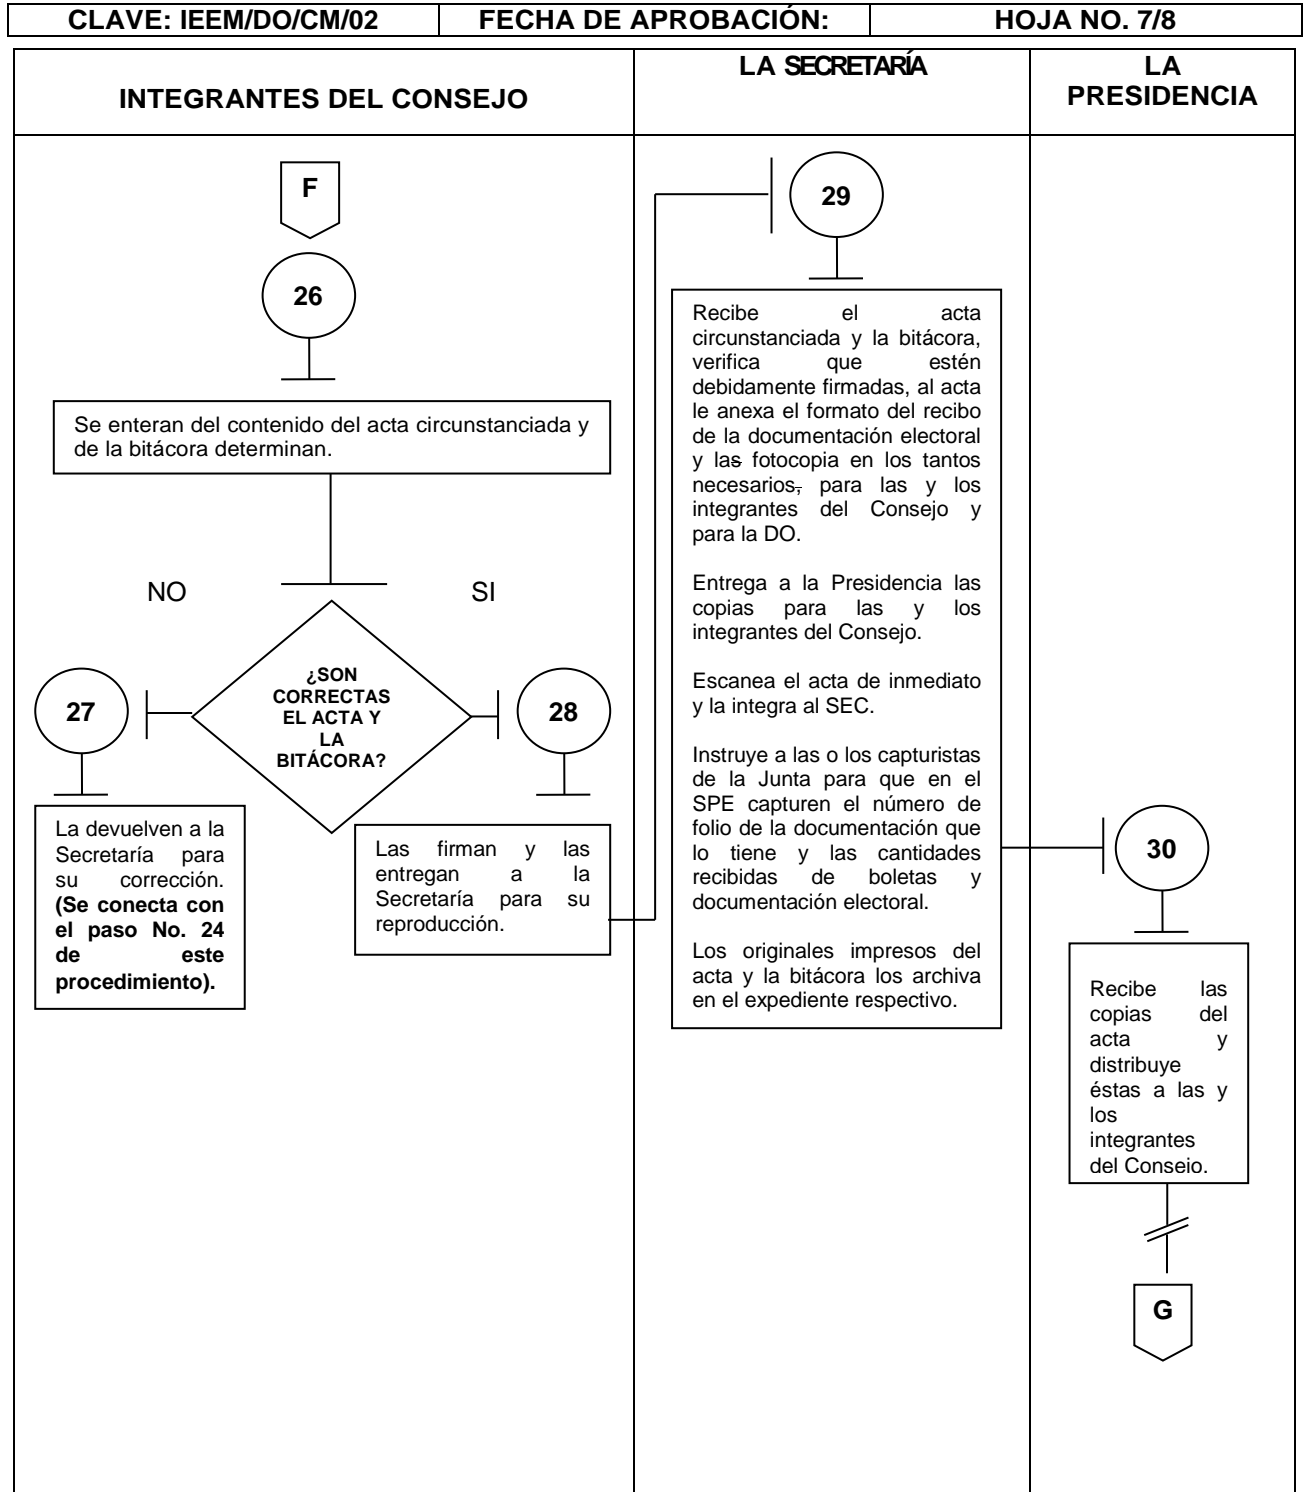 CLAVE: IEEM/DO/CM/02 FECHA DE APROBACIÓN: HOJA NO. 7/8
INTEGRANTES DEL CONSEJO
LA SECRETARÍA
LA
PRESIDENCIA
F
26
Se enteran del contenido del acta circunstanciada y
de la bitácora determinan.
NO
SI
¿SON
CORRECTAS
EL ACTA Y
LA
BITÁCORA?
27
La devuelven a la
Secretaría para
su corrección.
(Se conecta con
el paso No. 24
de este
procedimiento).
28
Las firman y las
entregan a la
Secretaría para su
reproducción.
29
Recibe el acta
circunstanciada y la bitácora,
verifica que estén
debidamente firmadas, al acta
le anexa el formato del recibo
de la documentación electoral
y las fotocopia en los tantos
necesarios, para las y los
integrantes del Consejo y
para la DO.
Entrega a la Presidencia las
copias para las y los
integrantes del Consejo.
Escanea el acta de inmediato
y la integra al SEC.
Instruye a las o los capturistas
de la Junta para que en el
SPE capturen el número de
folio de la documentación que
lo tiene y las cantidades
recibidas de boletas y
documentación electoral.
Los originales impresos del
acta y la bitácora los archiva
en el expediente respectivo.
30
Recibe las
copias del
acta y
distribuye
éstas a las y
los
integrantes
del Consejo.
G